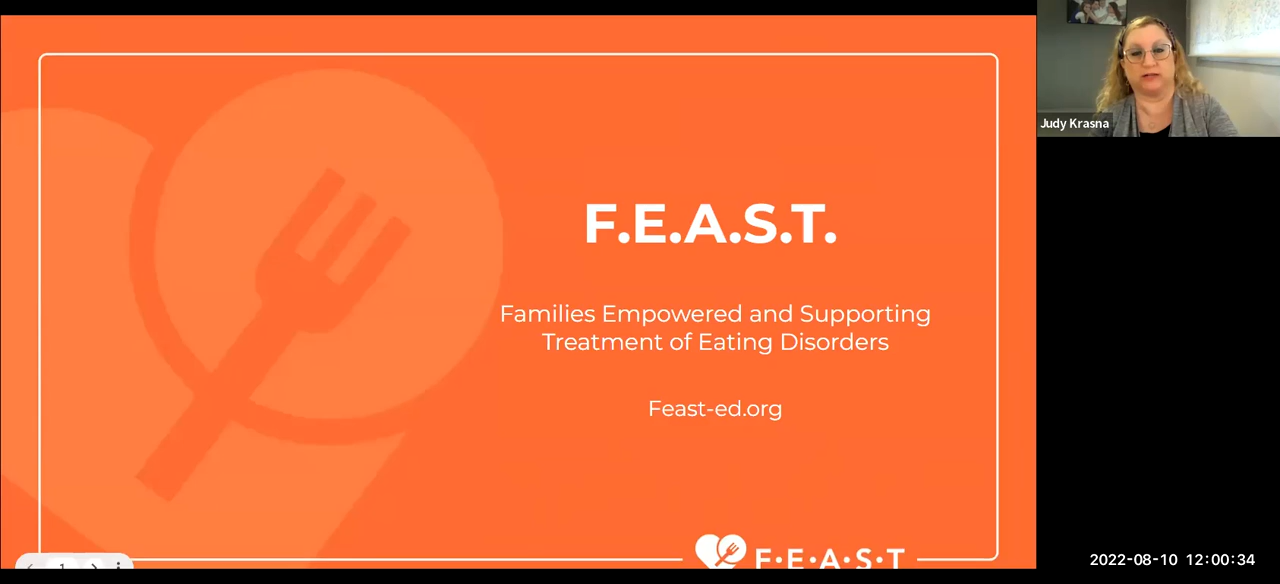 F.E.A.S.T.
Families Empowered and Supporting
Treatment of Eating Disorders
Feast-ed.org
F·E·A·S·T
1
Judy Krasna
2022-08-10 12:00:34